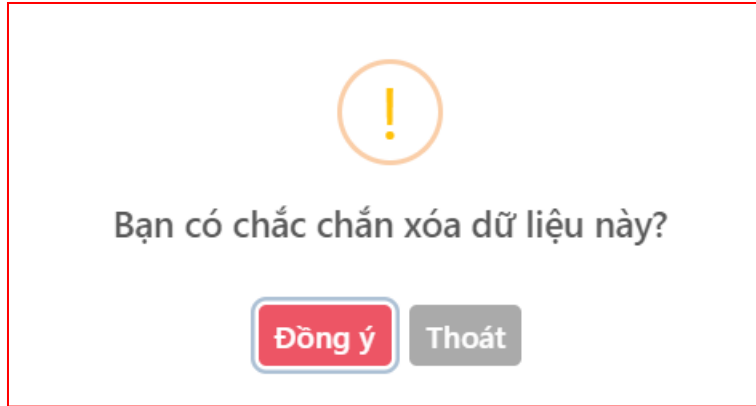 Bạn có chắc chắn xóa dữ liệu này?
Đồng ý Thoát